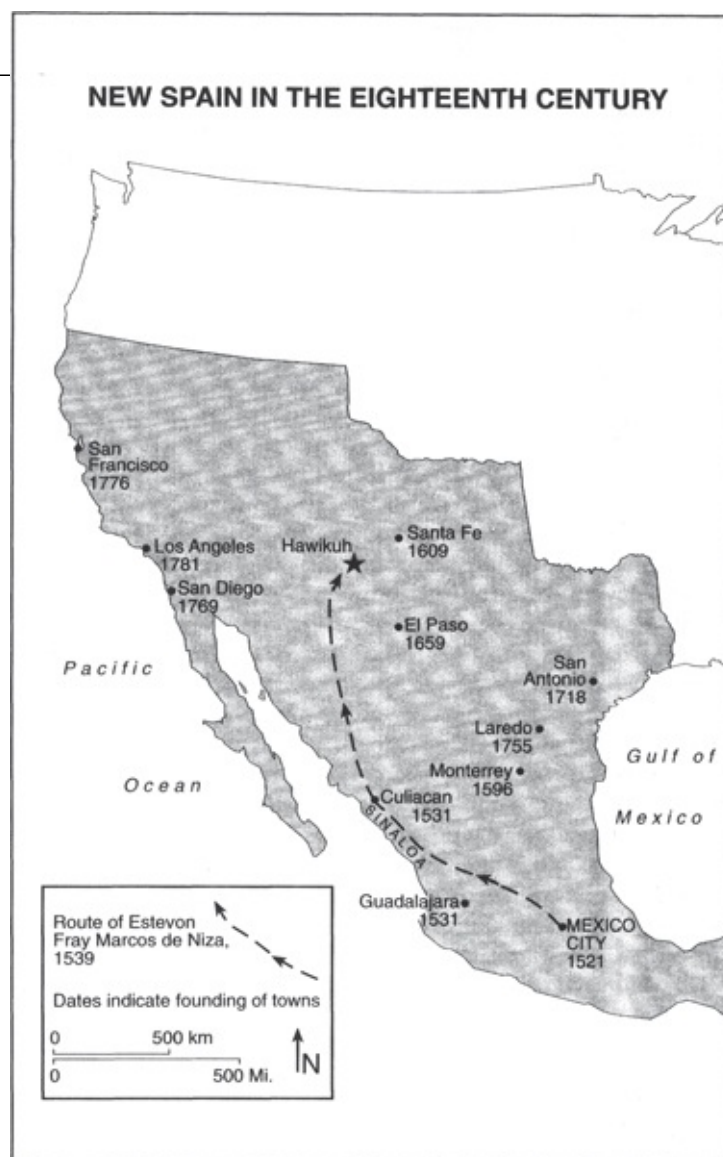 NEW SPAIN IN THE EIGHTEENTH CENTURY
San
Francisco
1776
Los Angeles
1781
San Diego
1769
Hawikuh
Santa Fe
1609
El Paso
1659
San
Antonio
1718
Laredo
1755
Monterrey
1596
Culiacan
1531
SINALOA
Guadalajara
1531
MEXICO
CITY
1521
Pacific
Ocean
Gulf of
Mexico
Route of Estevon
Fray Marcos de Niza,
1539
Dates indicate founding of towns
0 500 km
0 500 Mi.
N